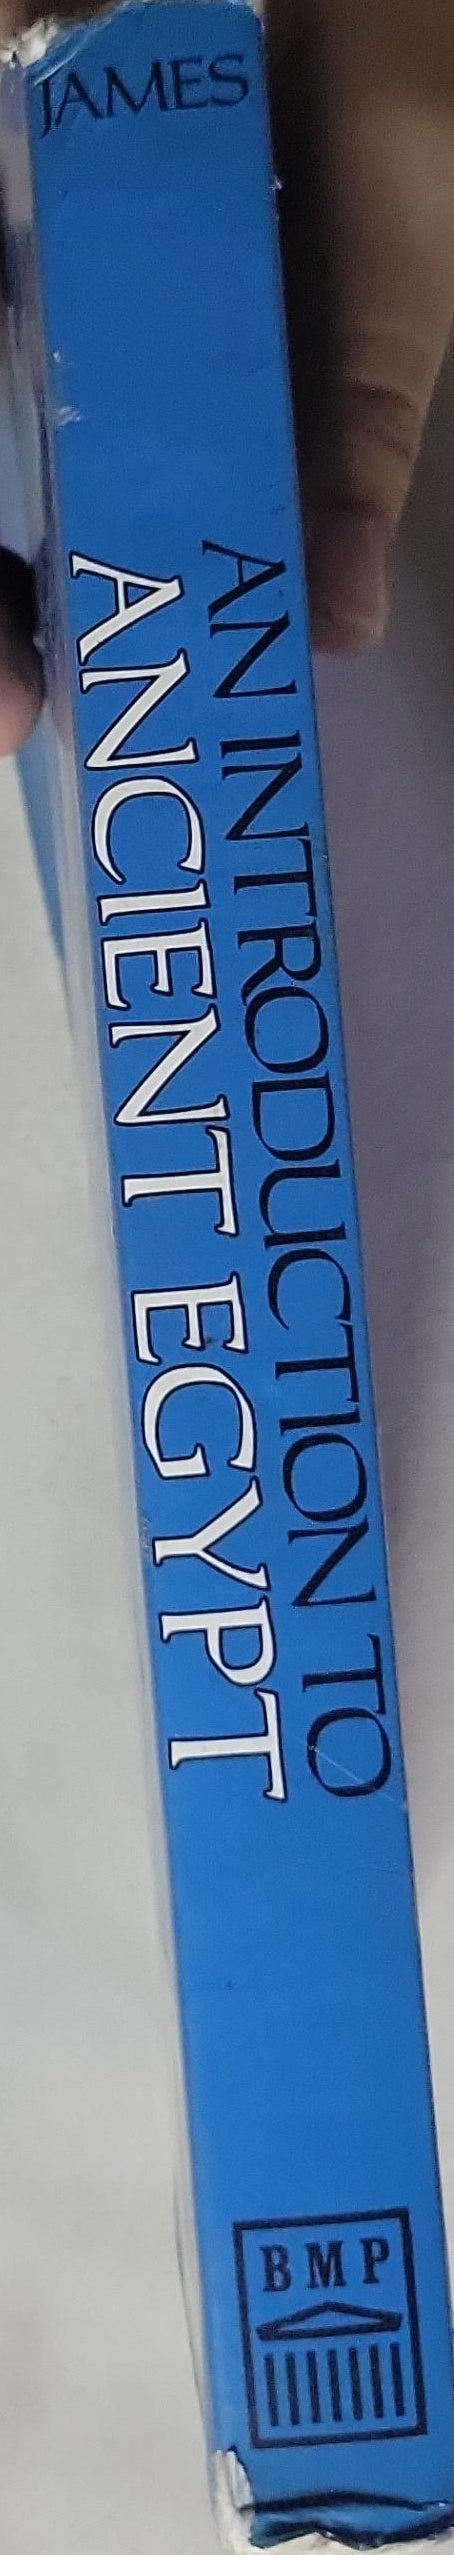 JAMES
AN INTRODUCTION TO
ANCIENT EGYPT
BMP